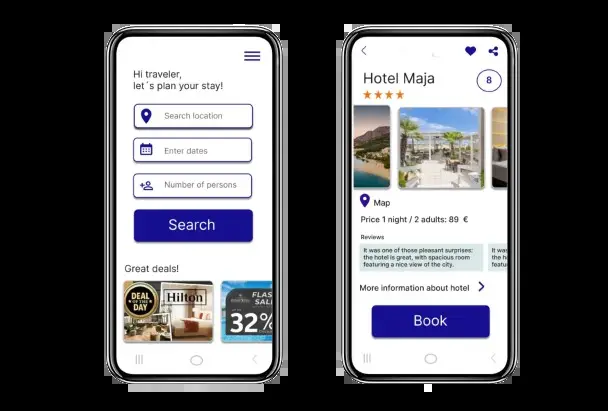 Hi traveler,
let´s plan your stay!
Search location
Enter dates
Number of persons
Search
Great deals!
DEAL
OF THE
DAY
Hilton
FLAS
SAL
32%
Hotel Maja
8
Map
Price 1 night / 2 adults: 89 €
Reviews
It was one of those pleasant surprises:
the hotel is great, with spacious room
featuring a nice view of the city.
It wa
the h
featu
More information about hotel
Book